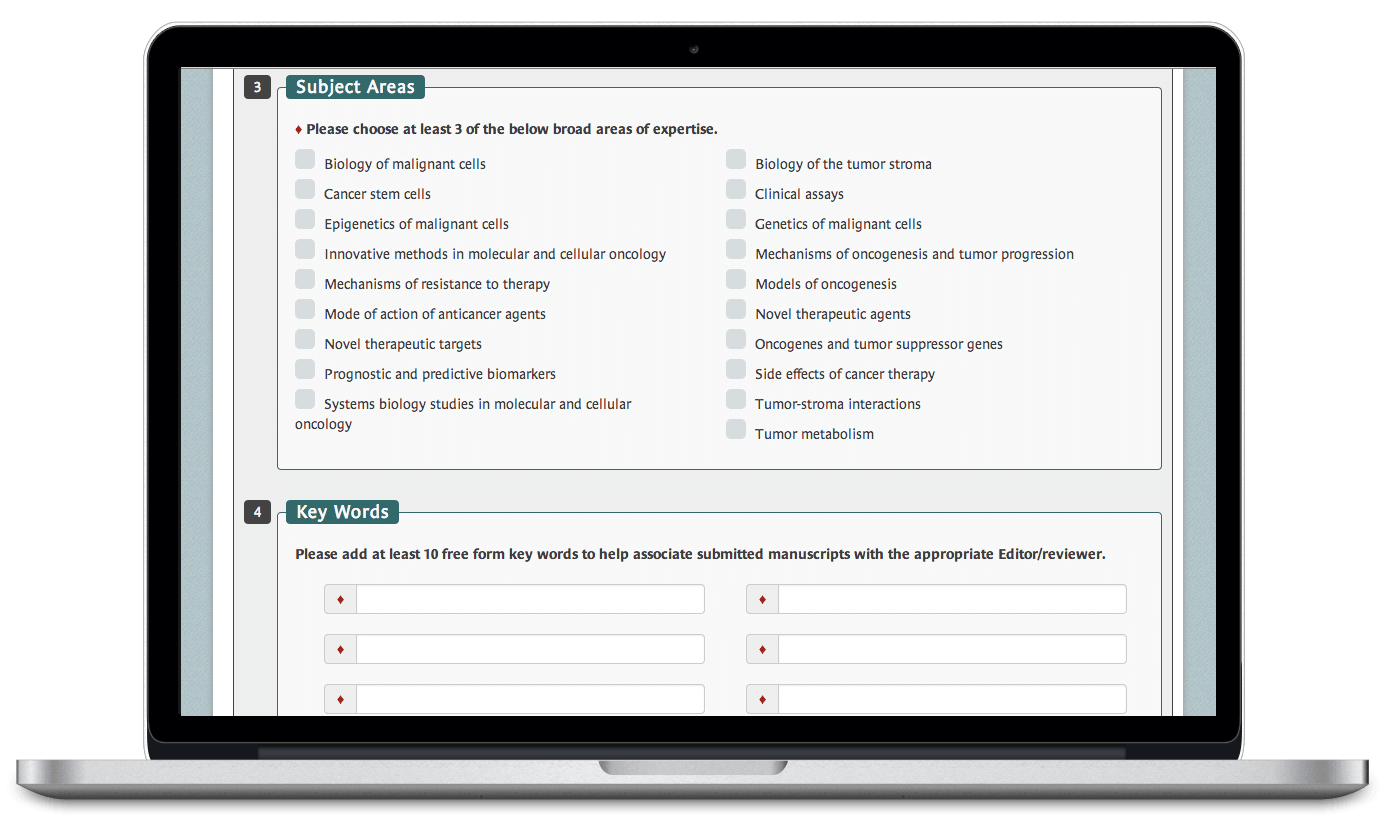 3
Subject Areas
♦ Please choose at least 3 of the below broad areas of expertise.
Biology of malignant cells
Cancer stem cells
Epigenetics of malignant cells
Innovative methods in molecular and cellular oncology
Mechanisms of resistance to therapy
Mode of action of anticancer agents
Novel therapeutic targets
Prognostic and predictive biomarkers
Systems biology studies in molecular and cellular
oncology
Biology of the tumor stroma
Clinical assays
Genetics of malignant cells
Mechanisms of oncogenesis and tumor progression
Models of oncogenesis
Novel therapeutic agents
Oncogenes and tumor suppressor genes
Side effects of cancer therapy
Tumor-stroma interactions
Tumor metabolism
4
Key Words
Please add at least 10 free form key words to help associate submitted manuscripts with the appropriate Editor/reviewer.